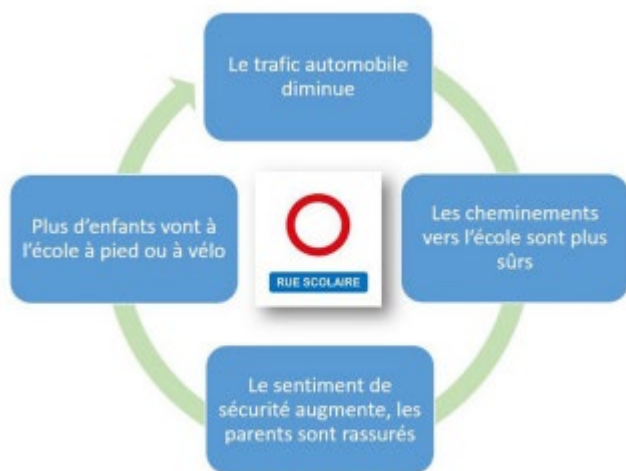 Le trafic automobile
diminue
Les cheminements
vers l'école sont plus
sûrs
Le sentiment de
sécurité augmente, les
parents sont rassurés
Plus d'enfants vont à
l'école à pied ou à vélo
RUE SCOLAIRE